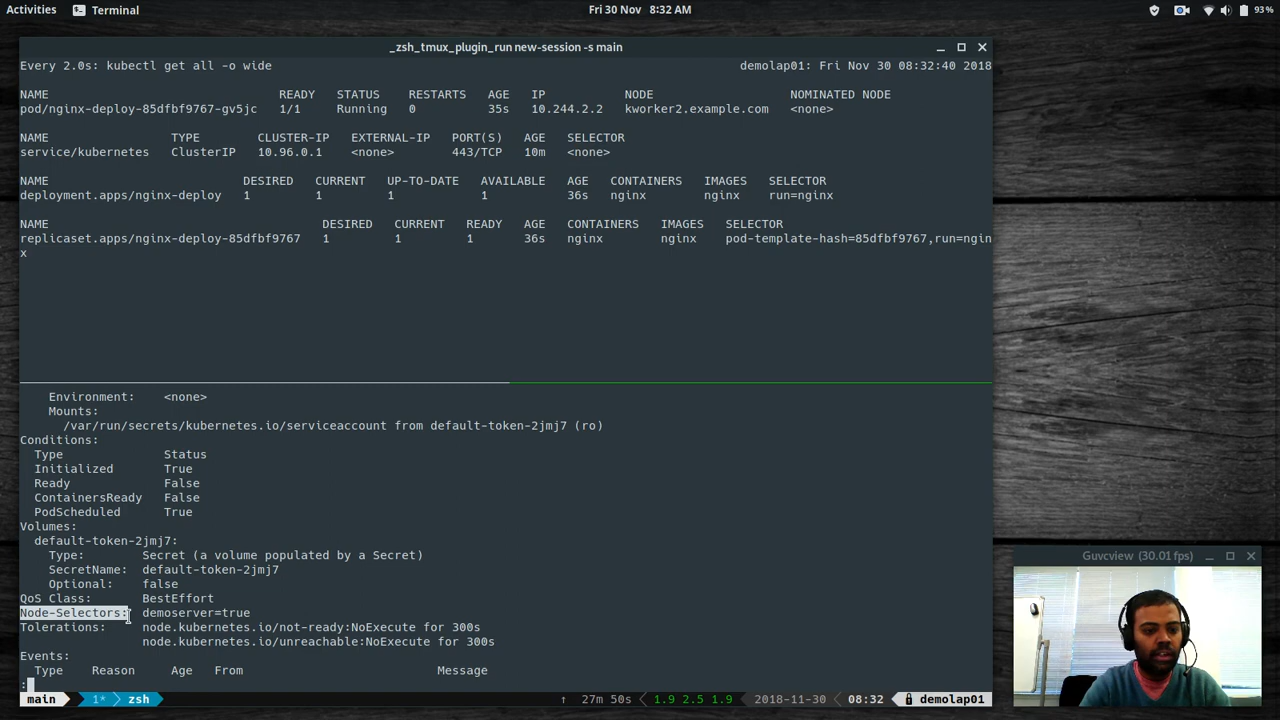 Activities Terminal Fri 30 Nov 8:32 AM 93%
_zsh_tmux_plugin_run new-session -s main
Every 2.0s: kubectl get all -o wide demolap01: Fri Nov 30 08:32:40 2018
NAME READY STATUS RESTARTS AGE IP NODE NOMINATED NODE
pod/nginx-deploy-85dfbf9767-gv5jc 1/1 Running 0 35s 10.244.2.2 kworker2.example.com <none>
NAME TYPE CLUSTER-IP EXTERNAL-IP PORT(S) AGE SELECTOR
service/kubernetes ClusterIP 10.96.0.1 <none> 443/TCP 10m <none>
NAME DESIRED CURRENT UP-TO-DATE AVAILABLE AGE CONTAINERS IMAGES SELECTOR
deployment.apps/nginx-deploy 1 1 1 1 36s nginx nginx run=nginx
NAME DESIRED CURRENT READY AGE CONTAINERS IMAGES SELECTOR
replicaset.apps/nginx-deploy-85dfbf9767 1 1 1 36s nginx nginx pod-template-hash=85dfbf9767,run=ngin
x
Environment: <none>
Mounts:
/var/run/secrets/kubernetes.io/serviceaccount from default-token-2jmj7 (ro)
Conditions:
Type Status
Initialized True
Ready False
ContainersReady False
PodScheduled True
Volumes:
default-token-2jmj7:
Type: Secret (a volume populated by a Secret)
SecretName: default-token-2jmj7
Optional: false
QoS Class: BestEffort
Node-Selectors: demoserver=true
Tolerations: node.kubernetes.io/not-ready:NoExecute for 300s
node.kubernetes.io/unreachable:NoExecute for 300s
Events:
Type Reason Age From Message
:
main 1* zsh ↑ 27m 50s 1.9 2.5 1.9 2018-11-30 08:32 demolap01
Guvcview (30.01 fps)